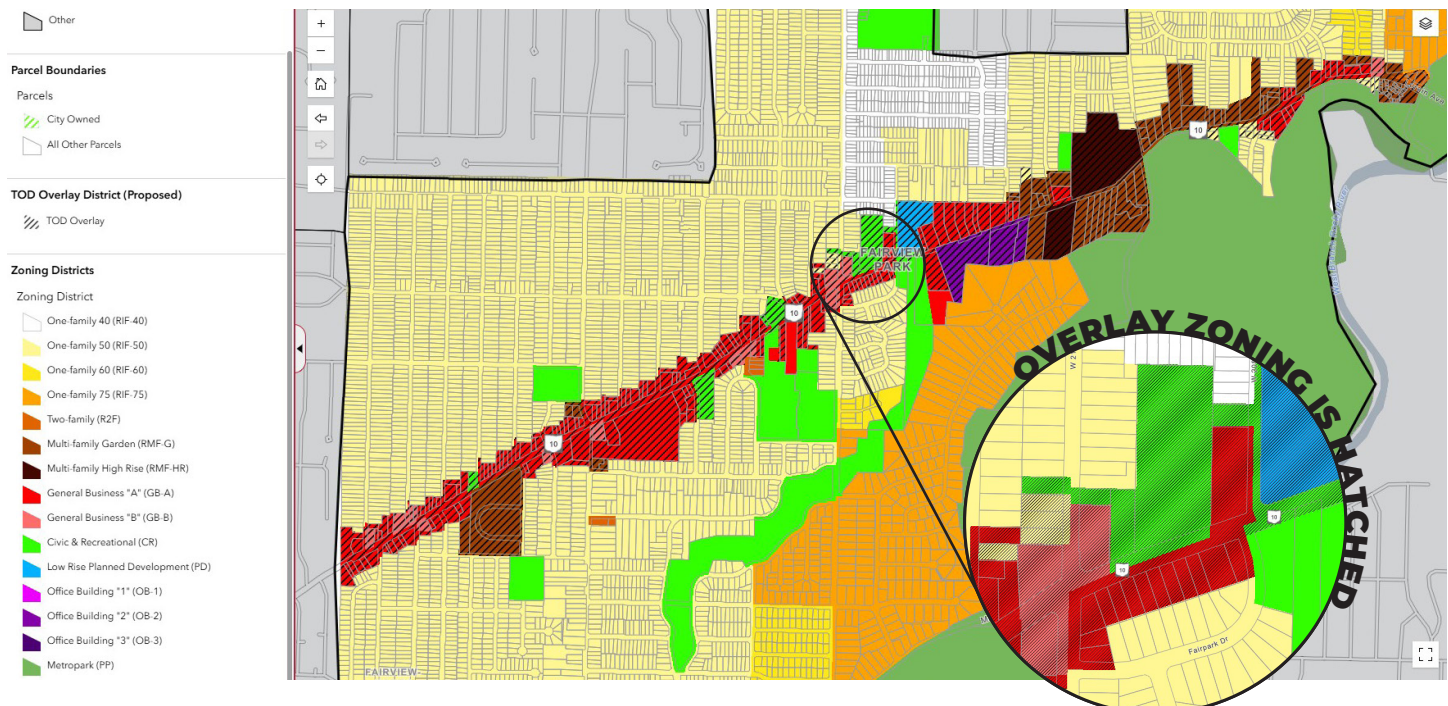 Other
Parcel Boundaries
Parcels
City Owned
All Other Parcels
TOD Overlay District (Proposed)
TOD Overlay
Zoning Districts
Zoning District
One-family 40 (RIF-40)
One-family 50 (RIF-50)
One-family 60 (RIF-60)
One-family 75 (RIF-75)
Two-family (R2F)
Multi-family Garden (RMF-G)
Multi-family High Rise (RMF-HR)
General Business "A" (GB-A)
General Business "B" (GB-B)
Civic & Recreational (CR)
Low Rise Planned Development (PD)
Office Building "1" (OB-1)
Office Building "2" (OB-2)
Office Building "3" (OB-3)
Metropark (PP)
+
−
10
FAIRVIEW
PARK
10
10
FAIRVIEW
OVERLAY ZONING IS HATCHED
W 2
10
10
Fairpark Dr